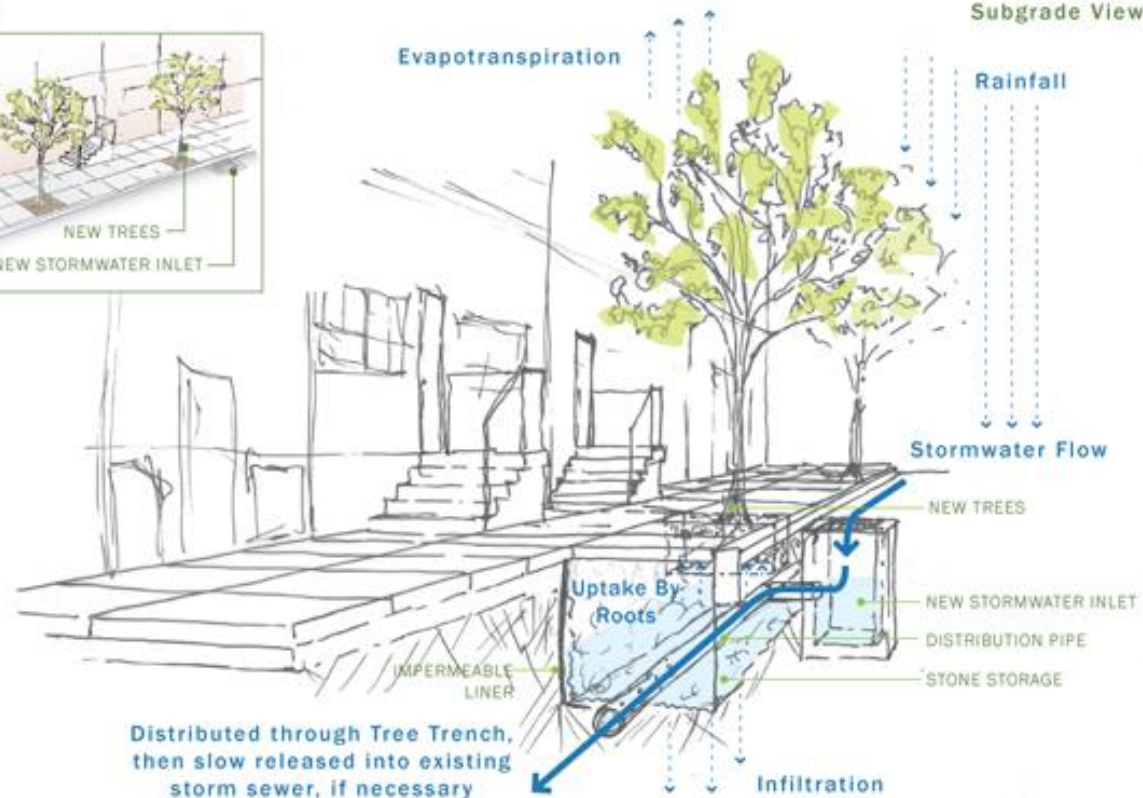 Subgrade View
Evapotranspiration
Rainfall
NEW TREES
NEW STORMWATER INLET
Stormwater Flow
NEW TREES
Uptake By
Roots
NEW STORMWATER INLET
DISTRIBUTION PIPE
IMPERMEABLE
LINER
STONE STORAGE
Distributed through Tree Trench,
then slow released into existing
storm sewer, if necessary
Infiltration